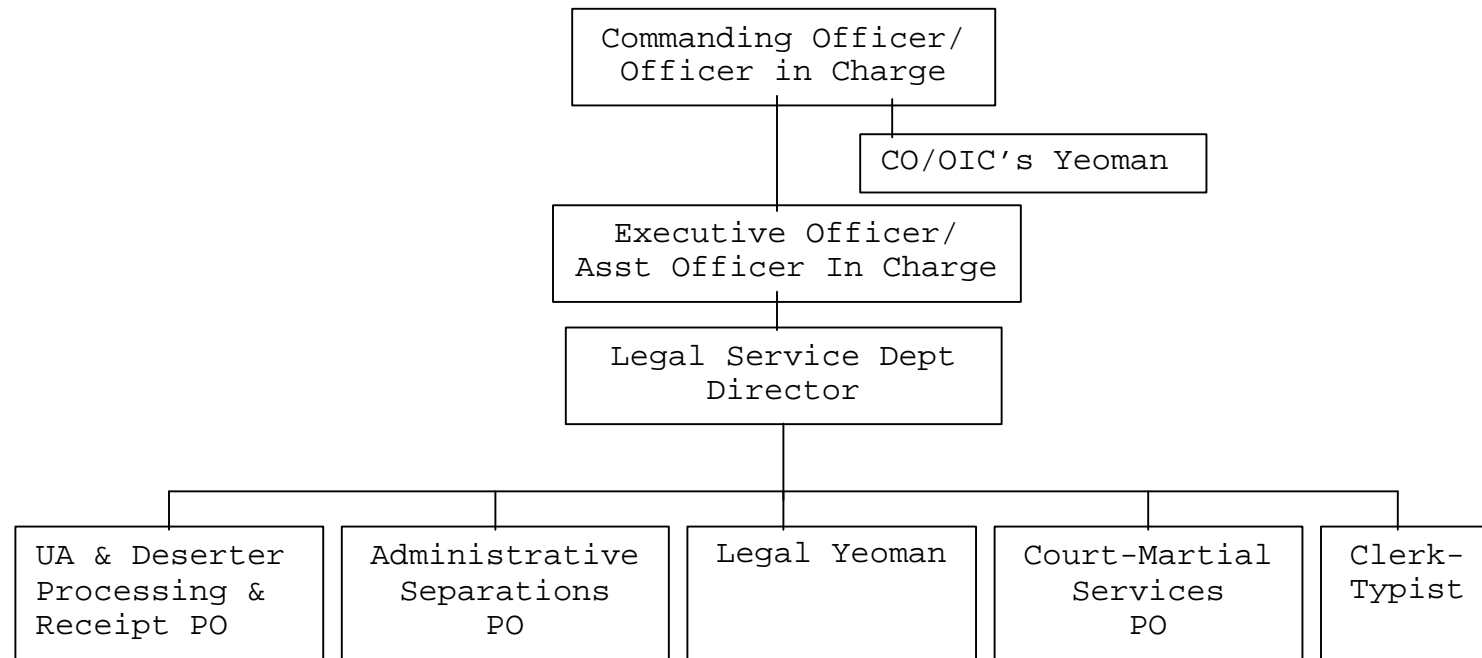 Commanding Officer/
Officer in Charge
CO/OIC’s Yeoman
Executive Officer/
Asst Officer In Charge
Legal Service Dept
Director
UA & Deserter
Processing &
Receipt PO
Administrative
Separations
PO
Legal Yeoman
Court-Martial
Services
PO
Clerk-
Typist